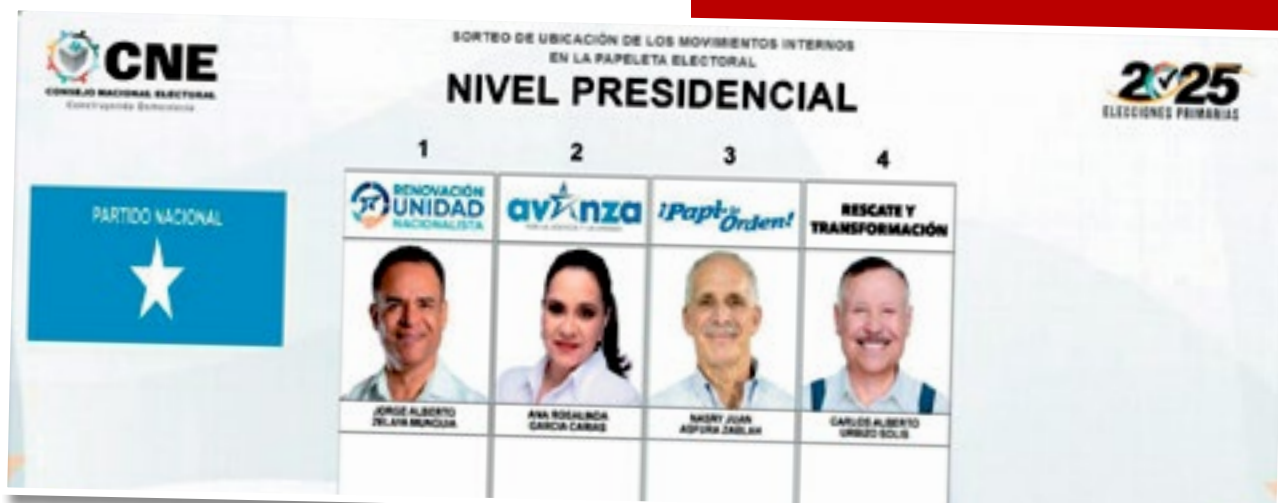 CNE
CONSEJO NACIONAL ELECTORAL
Construyendo Democracia
SORTEO DE UBICACIÓN DE LOS MOVIMIENTOS INTERNOS
EN LA PAPELETA ELECTORAL
NIVEL PRESIDENCIAL
2025
ELECCIONES PRIMARIAS
PARTIDO NACIONAL
1
2
3
4
RENOVACIÓN
UNIDAD
NACIONALISTA
avanza
¡Papi a la
Orden!
RESCATE Y
TRANSFORMACIÓN
JORGE ALBERTO
ZELAYA MUNGUIA
ANA ROSALINDA
GARCIA CARIAS
NASRY JUAN
ASFURA ZABLAH
CARLOS ALBERTO
URBIZO SOLIS